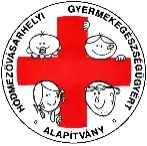 HÓDMEZŐVÁSÁRHELYI
GYERMEKEGÉSZSÉGÜGYÉRT
ALAPÍTVÁNY